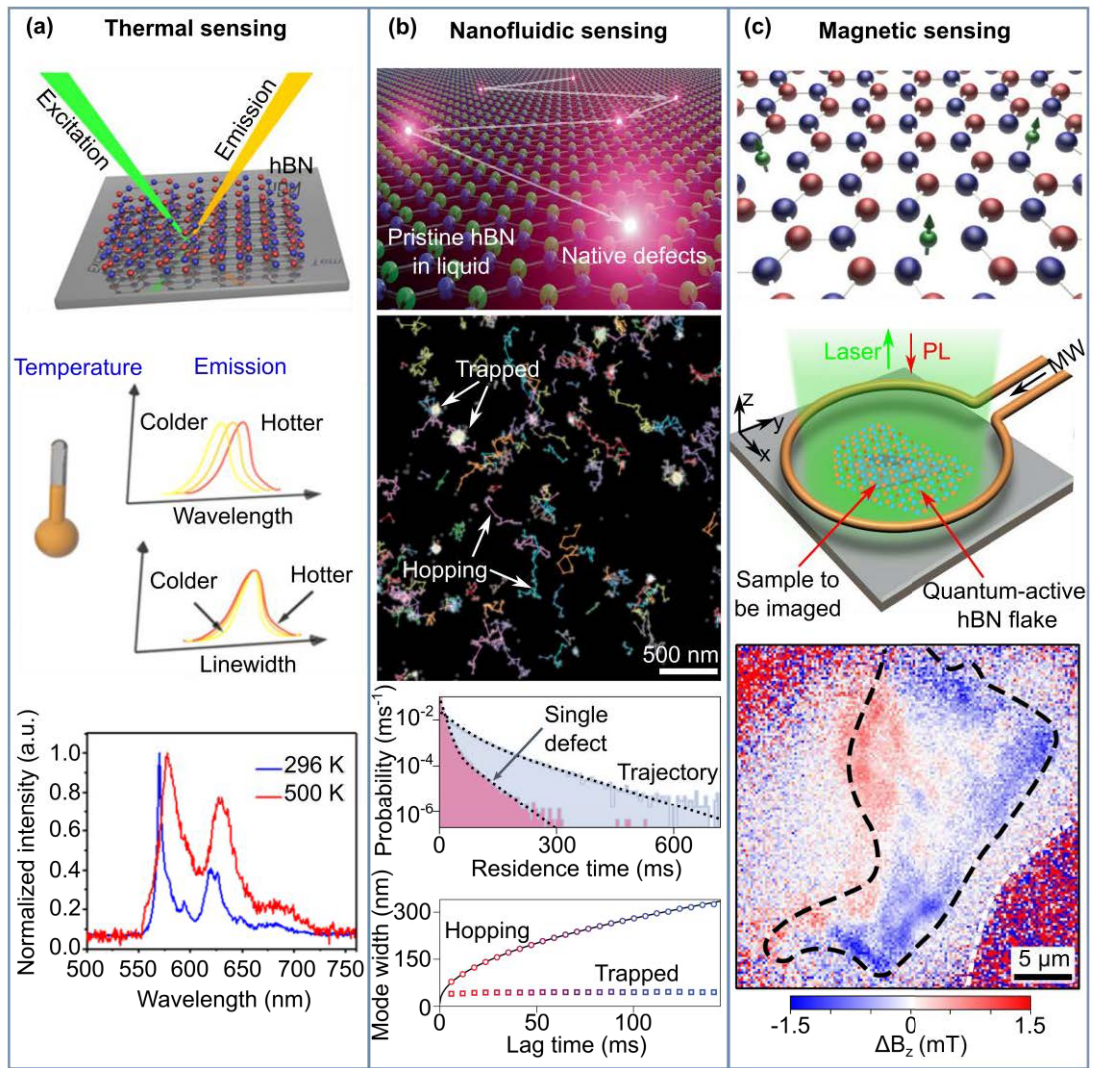 (a) Thermal sensing
Excitation
Emission
hBN
Temperature
Emission
Colder
Hotter
Wavelength
Colder
Hotter
Linewidth
Normalized intensity (a.u.)
1.0
0.8
0.6
0.4
0.2
0.0
296 K
500 K
500 550 600 650 700 750
Wavelength (nm)
(b) Nanofluidic sensing
Pristine hBN
in liquid
Native defects
Trapped
Hopping
500 nm
Probability (ms⁻¹)
10⁻²
10⁻⁴
10⁻⁶
Single
defect
Trajectory
0 300 600
Residence time (ms)
Mode width (nm)
300
150
0
Hopping
Trapped
0 50 100
Lag time (ms)
(c) Magnetic sensing
Laser
PL
MW
z
y
x
Sample to
be imaged
Quantum-active
hBN flake
5 µm
-1.5 0 1.5
ΔB_z (mT)